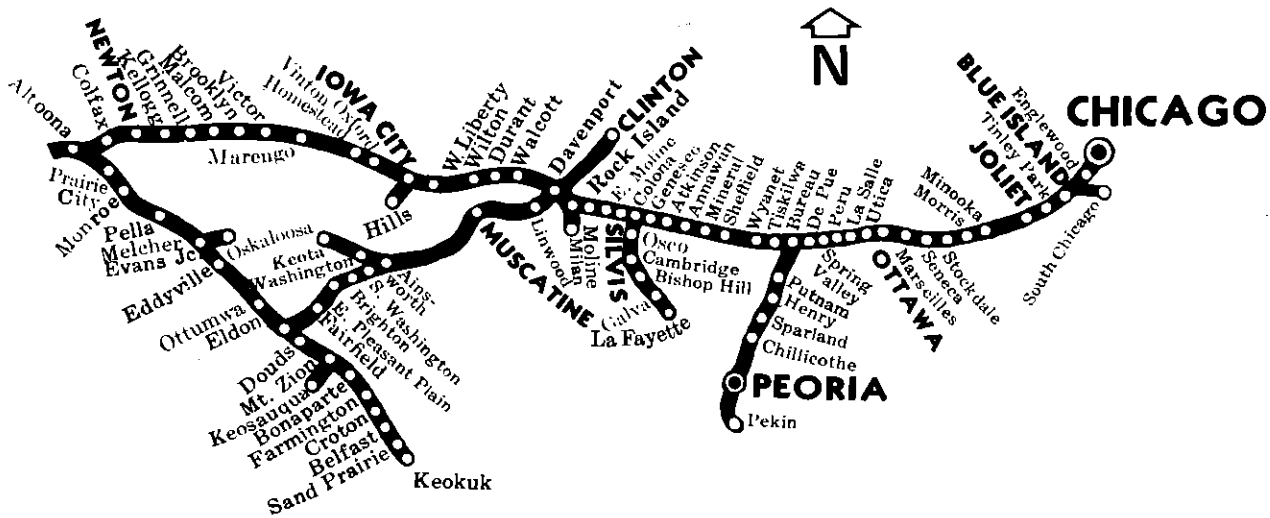 N
Altoona
Colfax
NEWTON
Kellogg
Grinnell
Malcom
Brooklyn
Victor
Marengo
Homestead
Vinton Oxford
IOWA CITY
Hills
W. Liberty
Wilton
Durant
Walcott
Davenport
CLINTON
Rock Island
Prairie
City
Monroe
Pella
Melcher
Evans Jc.
Oskaloosa
Eddyville
Ottumwa
Eldon
Keota
Washington
Ains-
worth
S. Washington
Brighton
E. Pleasant Plain
Fairfield
MUSCATINE
Linwood
Milan
Moline
SILVIS
Douds
Mt. Zion
Keosauqua
Bonaparte
Farmington
Croton
Belfast
Sand Prairie
Keokuk
E. Moline
Colona
Geneseo
Atkinson
Annawan
Mineral
Sheffield
Wyanet
Tiskilwa
Bureau
De Pue
Peru
La Salle
Utica
Osco
Cambridge
Bishop Hill
Galva
La Fayette
Spring
Valley
Putnam
Henry
Sparland
Chillicothe
PEORIA
Pekin
OTTAWA
Marseilles
Seneca
Stockdale
Morris
Minooka
JOLIET
Tinley Park
BLUE ISLAND
Englewood
CHICAGO
South Chicago